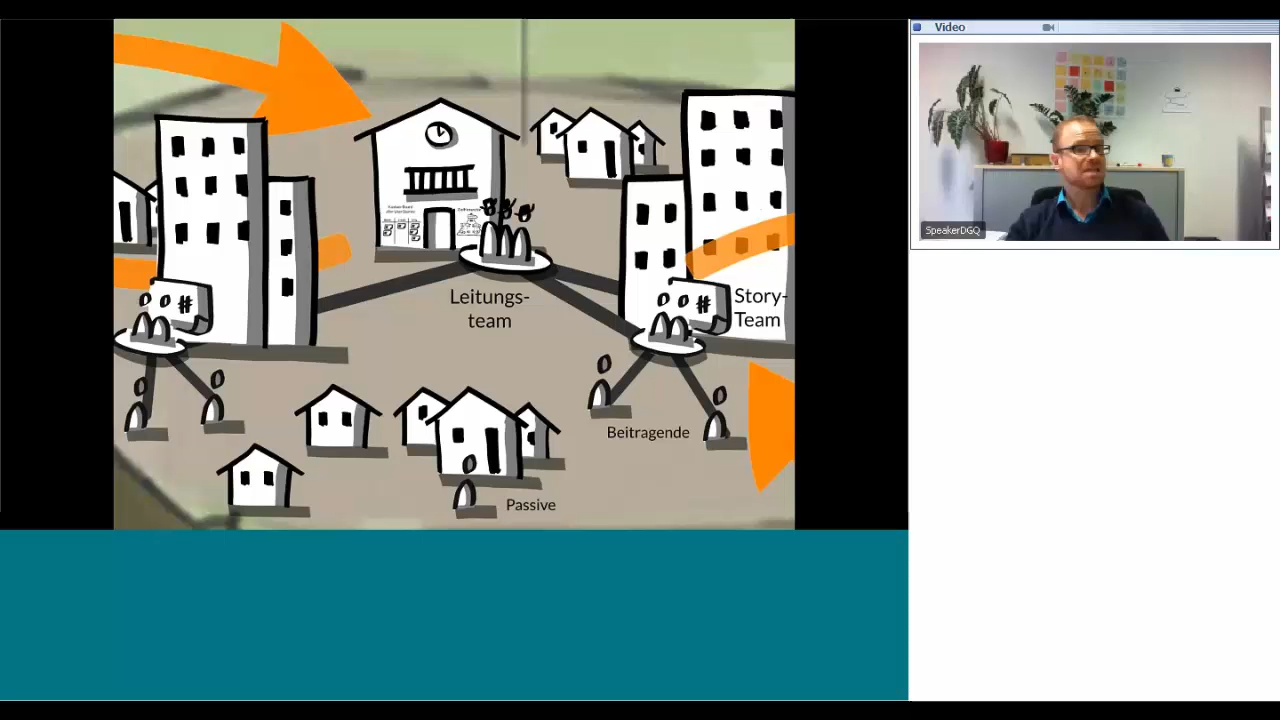 Video
SpeakerDGQ
Leitungs-
team
Story-
Team
#
#
Beitragende
Passive